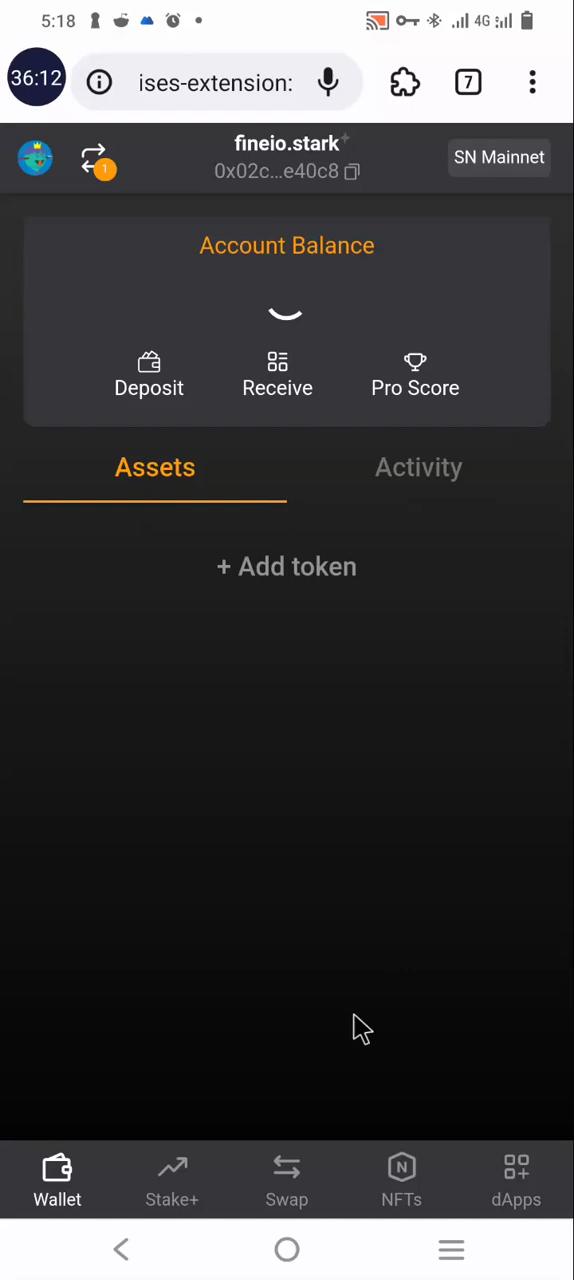 5:18
4G
36:12
ises-extension:
7
fineio.stark
1
0x02c...e40c8
SN Mainnet
Account Balance
Deposit
Receive
Pro Score
Assets
Activity
+ Add token
N
Wallet
Stake+
Swap
NFTs
dApps